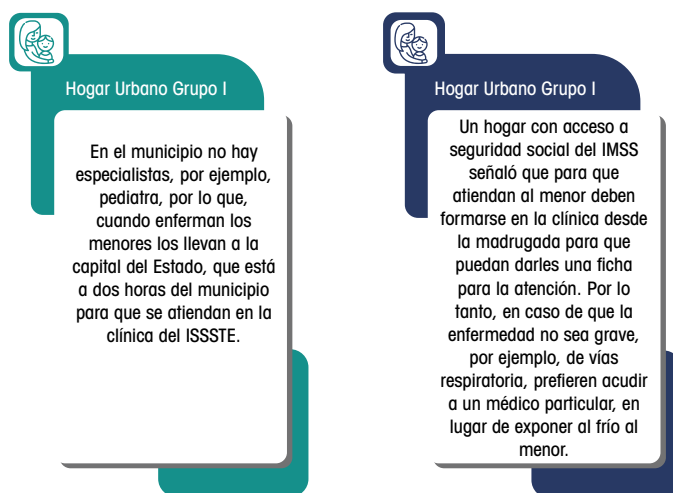 Hogar Urbano Grupo I
En el municipio no hay
especialistas, por ejemplo,
pediatra, por lo que,
cuando enferman los
menores los llevan a la
capital del Estado, que está
a dos horas del municipio
para que se atiendan en la
clínica del ISSSTE.
Hogar Urbano Grupo I
Un hogar con acceso a
seguridad social del IMSS
señaló que para que
atiendan al menor deben
formarse en la clínica desde
la madrugada para que
puedan darles una ficha
para la atención. Por lo
tanto, en caso de que la
enfermedad no sea grave,
por ejemplo, de vías
respiratoria, prefieren acudir
a un médico particular, en
lugar de exponer al frío al
menor.